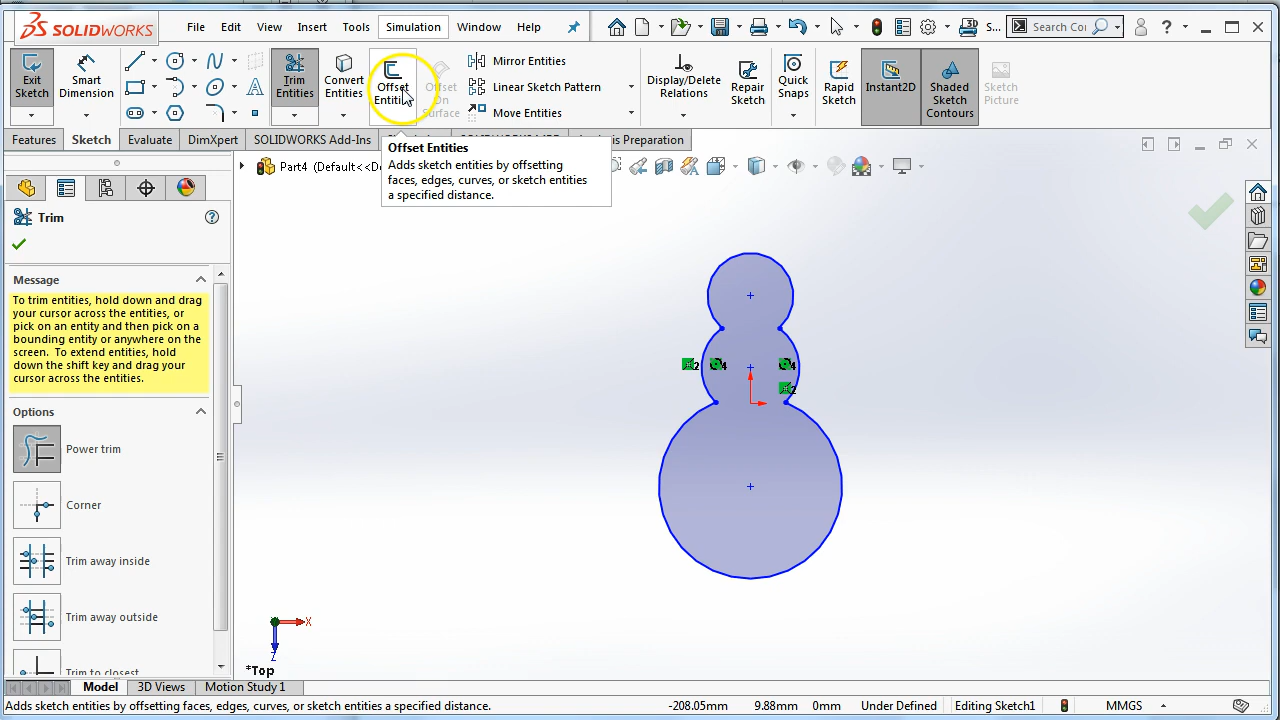 SOLIDWORKS
File Edit View Insert Tools Simulation Window Help
S... Search Co
Exit Sketch
Smart Dimension
Trim Entities
Convert Entities
Offset Entities
Offset On Surface
Mirror Entities
Linear Sketch Pattern
Move Entities
Display/Delete Relations
Repair Sketch
Quick Snaps
Rapid Sketch
Instant2D
Shaded Sketch Contours
Sketch Picture
Features Sketch Evaluate DimXpert SOLIDWORKS Add-Ins Analysis Preparation
Offset Entities
Adds sketch entities by offsetting
faces, edges, curves, or sketch entities
a specified distance.
Part4 (Default<<De
Trim
Message
To trim entities, hold down and drag
your cursor across the entities, or
pick on an entity and then pick on a
bounding entity or anywhere on the
screen. To extend entities, hold
down the shift key and drag your
cursor across the entities.
Options
Power trim
Corner
Trim away inside
Trim away outside
Trim to closest
2 4 4
2
X
Z
*Top
Model 3D Views Motion Study 1
Adds sketch entities by offsetting faces, edges, curves, or sketch entities a specified distance. -208.05mm 9.88mm 0mm Under Defined Editing Sketch1 MMGS